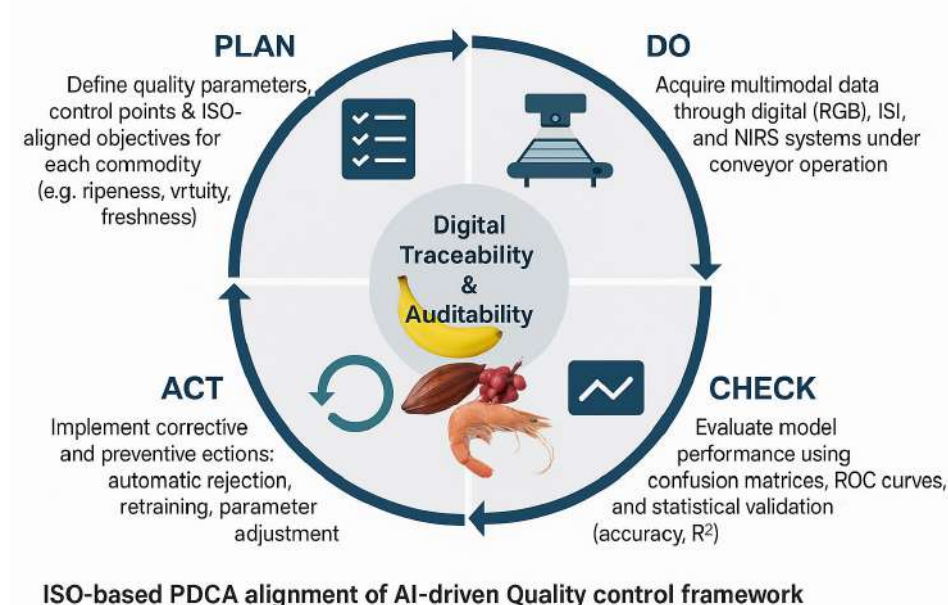 PLAN
Define quality parameters,
control points & ISO-
aligned objectives for
each commodity
(e.g. ripeness, vrtuity,
freshness)
DO
Acquire multimodal data
through digital (RGB), ISI,
and NIRS systems under
conveyor operation
Digital
Traceability
&
Auditability
ACT
Implement corrective
and preventive ections:
automatic rejection,
retraining, parameter
adjustment
CHECK
Evaluate model
performance using
confusion matrices, ROC curves,
and statistical validation
(accuracy, R²)
ISO-based PDCA alignment of AI-driven Quality control framework